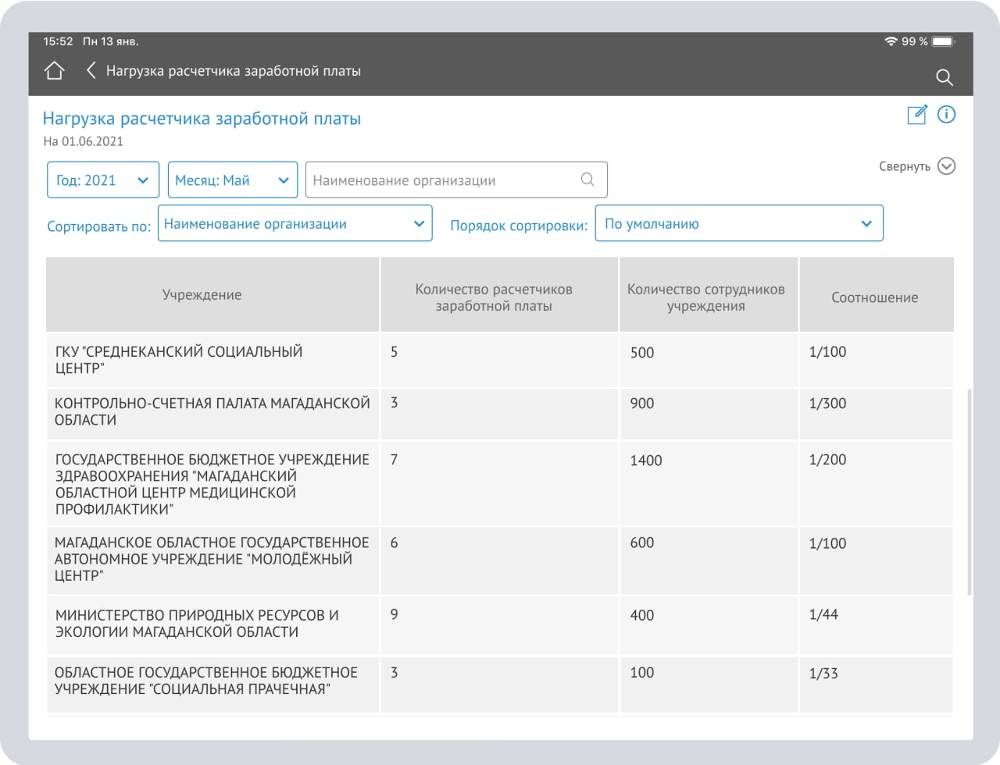 15:52 Пн 13 янв.
99 %
Нагрузка расчетчика заработной платы
Нагрузка расчетчика заработной платы
На 01.06.2021
Свернуть
Год: 2021
Месяц: Май
Наименование организации
Сортировать по:
Наименование организации
Порядок сортировки:
По умолчанию
Учреждение
Количество расчетчиков
заработной платы
Количество сотрудников
учреждения
Соотношение
ГКУ "СРЕДНЕКАНСКИЙ СОЦИАЛЬНЫЙ
ЦЕНТР"
5
500
1/100
КОНТРОЛЬНО-СЧЕТНАЯ ПАЛАТА МАГАДАНСКОЙ
ОБЛАСТИ
3
900
1/300
ГОСУДАРСТВЕННОЕ БЮДЖЕТНОЕ УЧРЕЖДЕНИЕ
ЗДРАВООХРАНЕНИЯ "МАГАДАНСКИЙ
ОБЛАСТНОЙ ЦЕНТР МЕДИЦИНСКОЙ
ПРОФИЛАКТИКИ"
7
1400
1/200
МАГАДАНСКОЕ ОБЛАСТНОЕ ГОСУДАРСТВЕННОЕ
АВТОНОМНОЕ УЧРЕЖДЕНИЕ "МОЛОДЁЖНЫЙ
ЦЕНТР"
6
600
1/100
МИНИСТЕРСТВО ПРИРОДНЫХ РЕСУРСОВ И
ЭКОЛОГИИ МАГАДАНСКОЙ ОБЛАСТИ
9
400
1/44
ОБЛАСТНОЕ ГОСУДАРСТВЕННОЕ БЮДЖЕТНОЕ
УЧРЕЖДЕНИЕ "СОЦИАЛЬНАЯ ПРАЧЕЧНАЯ"
3
100
1/33